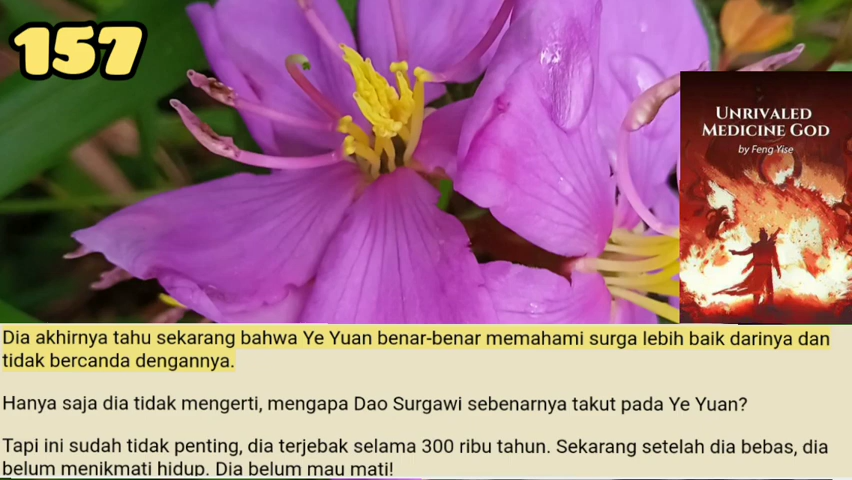 157
UNRIVALED
MEDICINE GOD
by Feng Yise
Dia akhirnya tahu sekarang bahwa Ye Yuan benar-benar memahami surga lebih baik darinya dan
tidak bercanda dengannya.
Hanya saja dia tidak mengerti, mengapa Dao Surgawi sebenarnya takut pada Ye Yuan?
Tapi ini sudah tidak penting, dia terjebak selama 300 ribu tahun. Sekarang setelah dia bebas, dia
belum menikmati hidup. Dia belum mau mati!